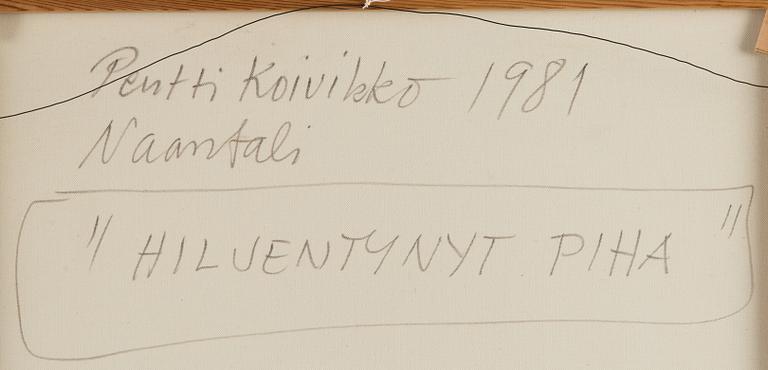 Pentti Koivikko 1981
Naantali
"HILJENTYNYT PIHA"